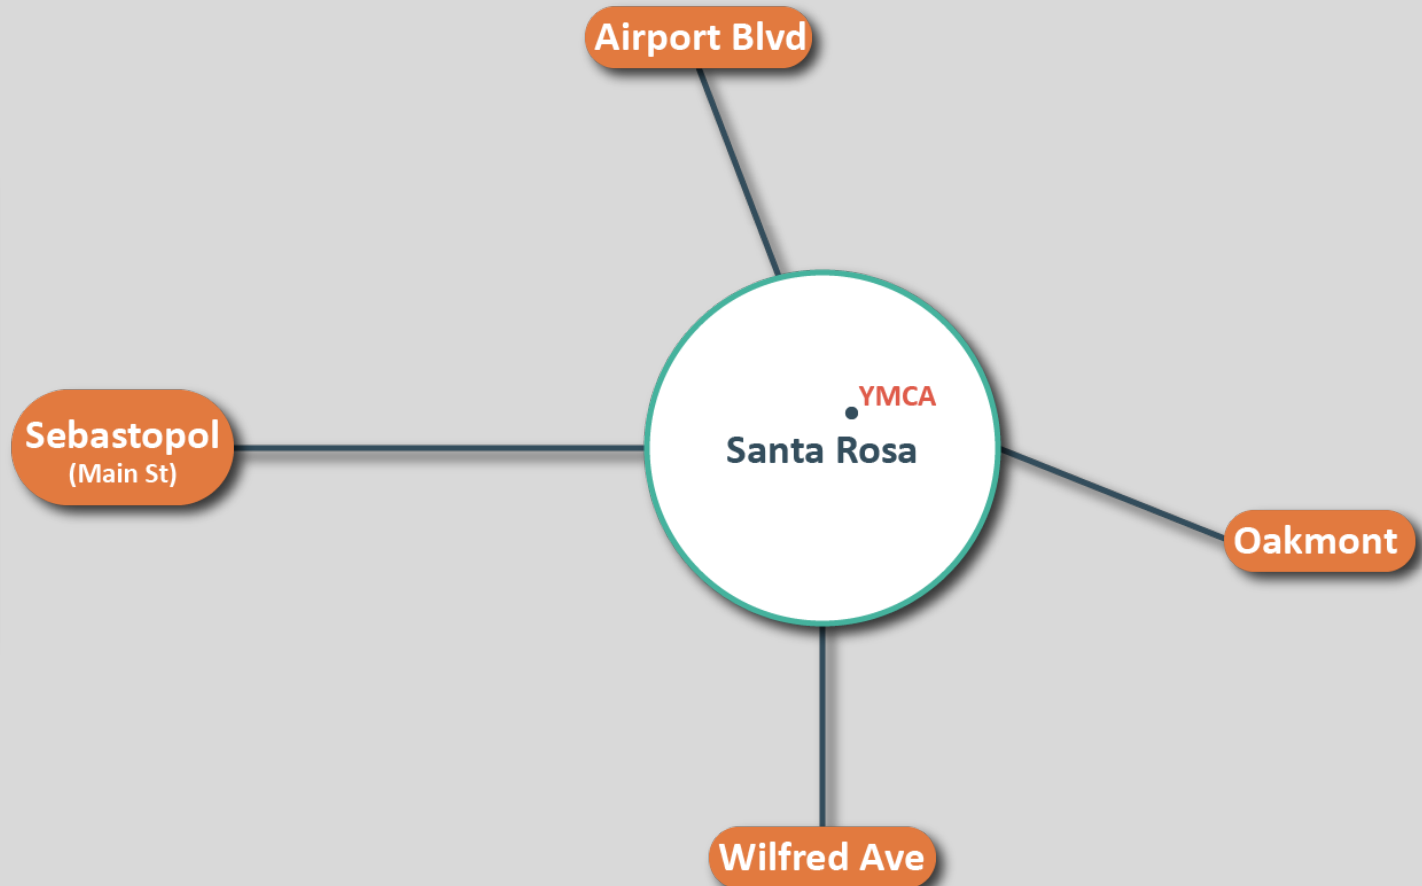 Airport Blvd
YMCA
Santa Rosa
Sebastopol
(Main St)
Oakmont
Wilfred Ave